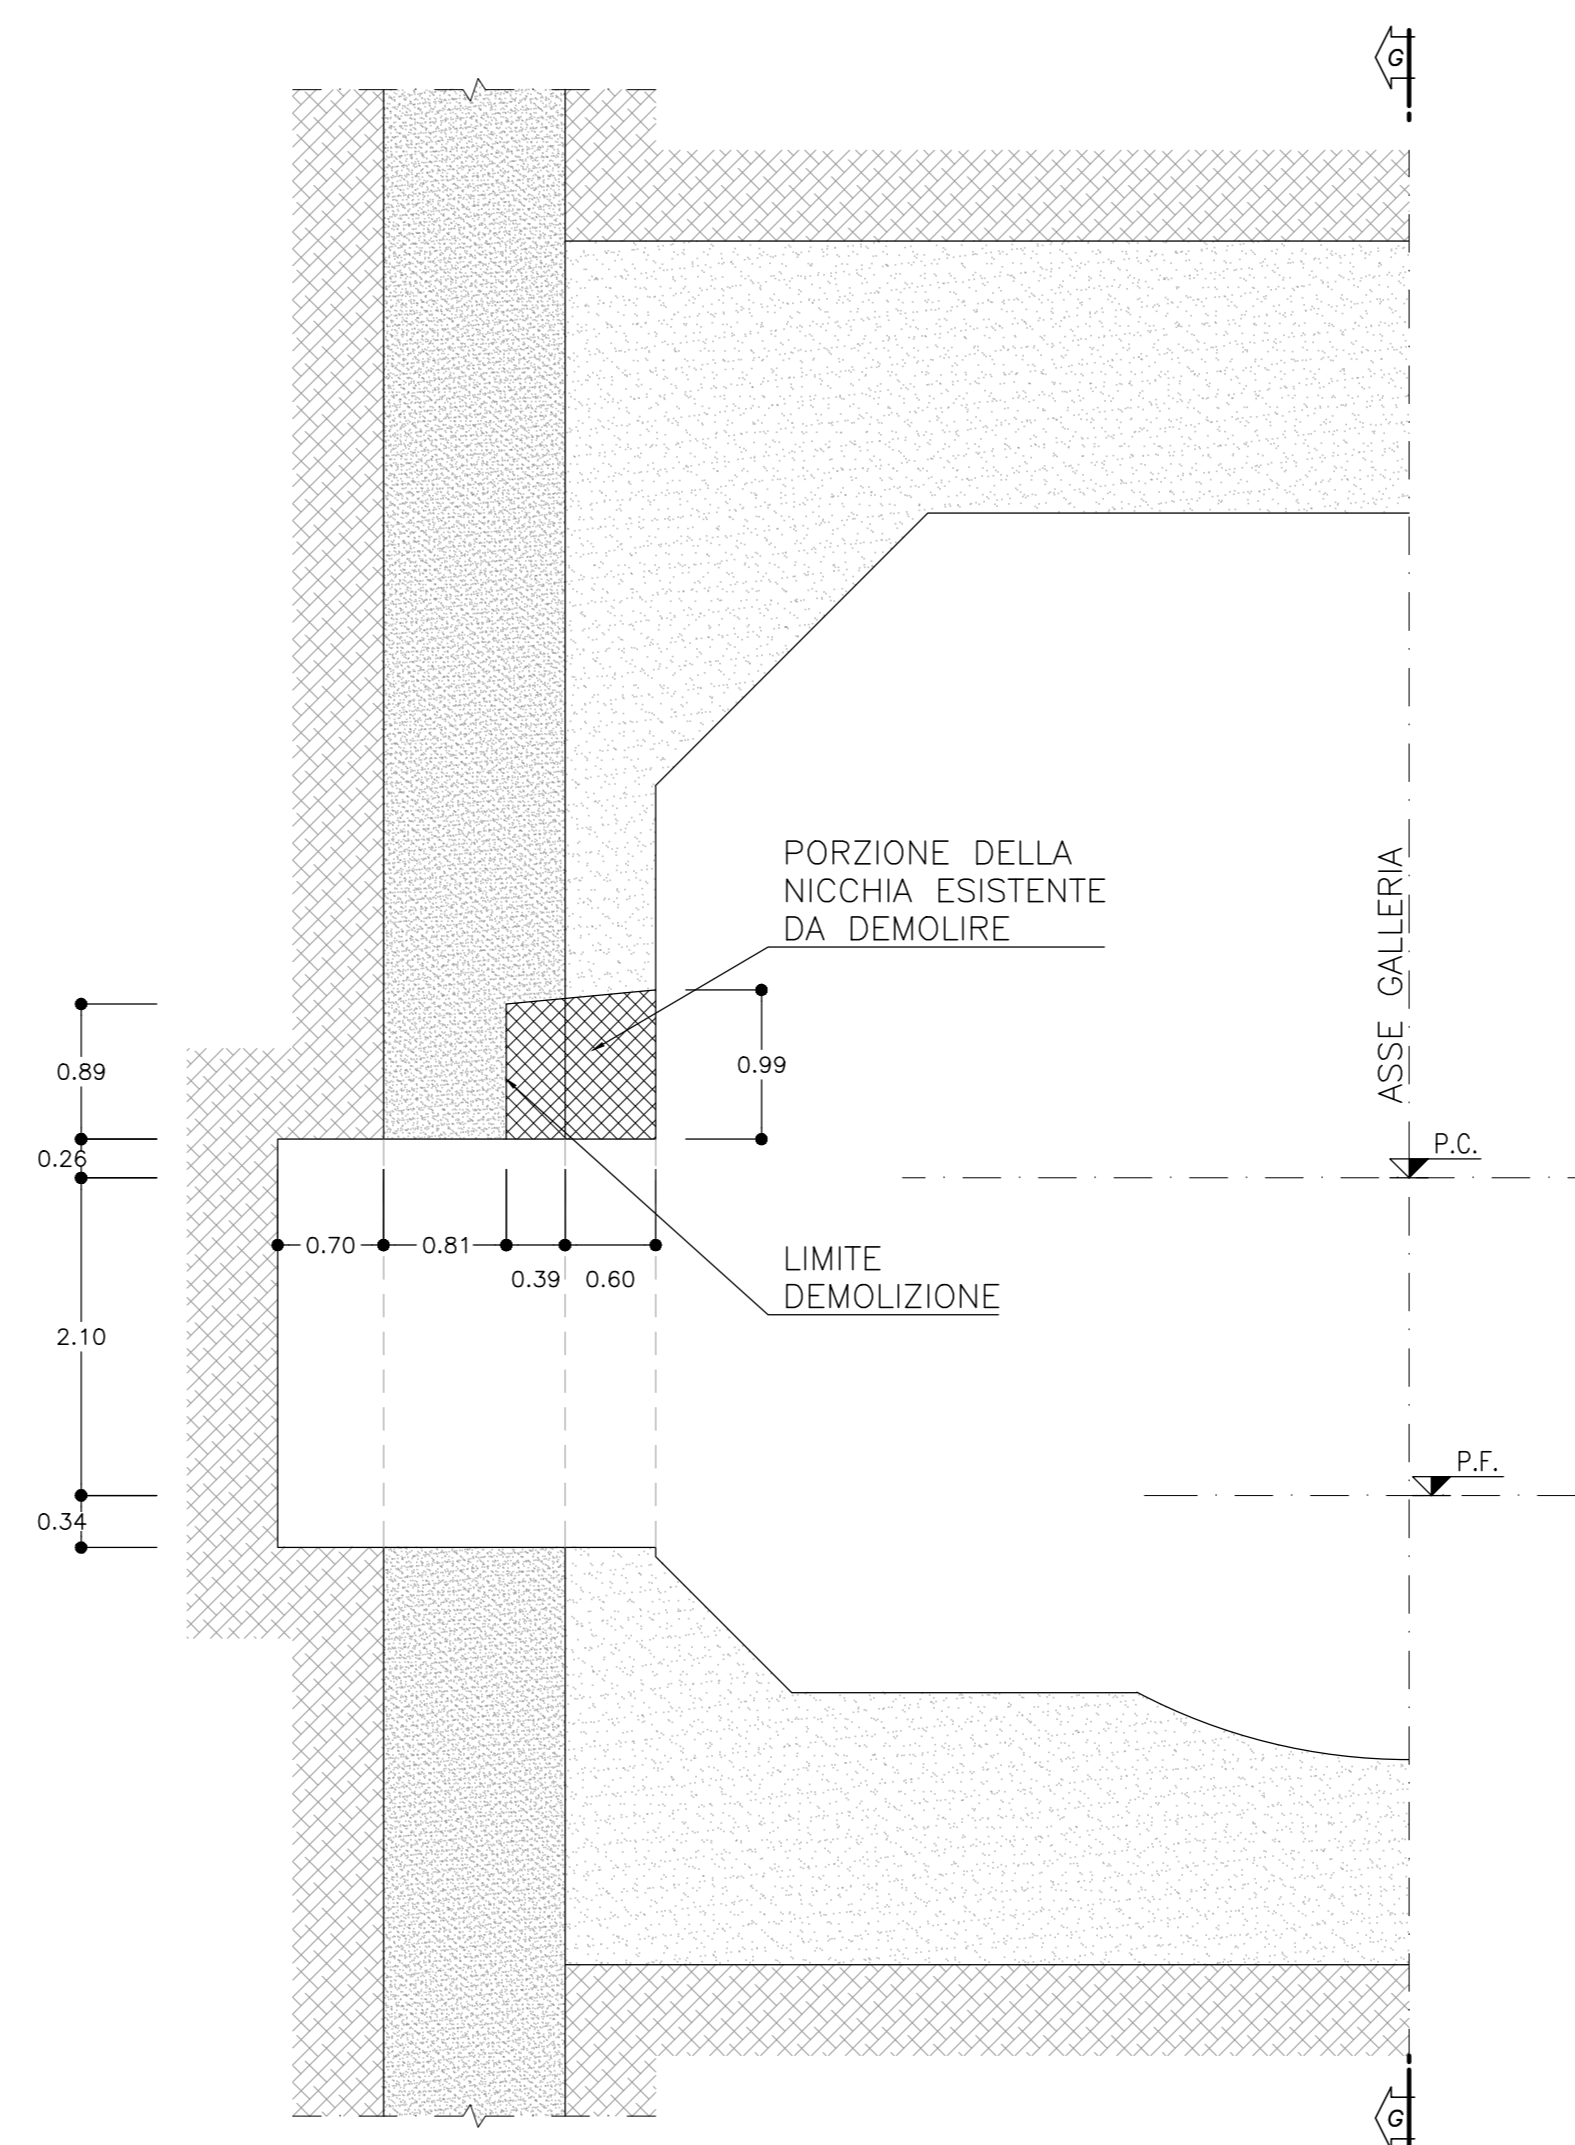 G
PORZIONE DELLA
NICCHIA ESISTENTE
DA DEMOLIRE
ASSE GALLERIA
0.89
0.99
0.26
P.C.
0.70
0.81
0.39
0.60
LIMITE
DEMOLIZIONE
2.10
P.F.
0.34
G